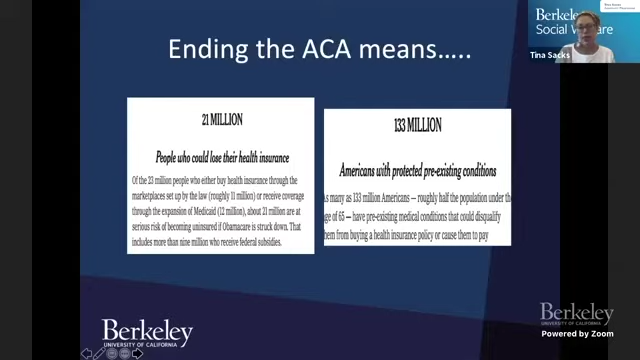 Ending the ACA means.....
21 MILLION
People who could lose their health insurance
Of the 23 million people who either buy health insurance through the
marketplaces set up by the law (roughly 11 million) or receive coverage
through the expansion of Medicaid (12 million), about 21 million are at
serious risk of becoming uninsured if Obamacare is struck down. That
includes more than nine million who receive federal subsidies.
133 MILLION
Americans with protected pre-existing conditions
As many as 133 million Americans — roughly half the population under th
age of 65 — have pre-existing medical conditions that could disqualify
them from buying a health insurance policy or cause them to pay
Berkeley
UNIVERSITY OF CALIFORNIA
Berkeley
Social Welfare
Tina Sacks
Tina Sacks
Berkeley
UNIVERSITY OF CALIFORNIA
Powered by Zoom